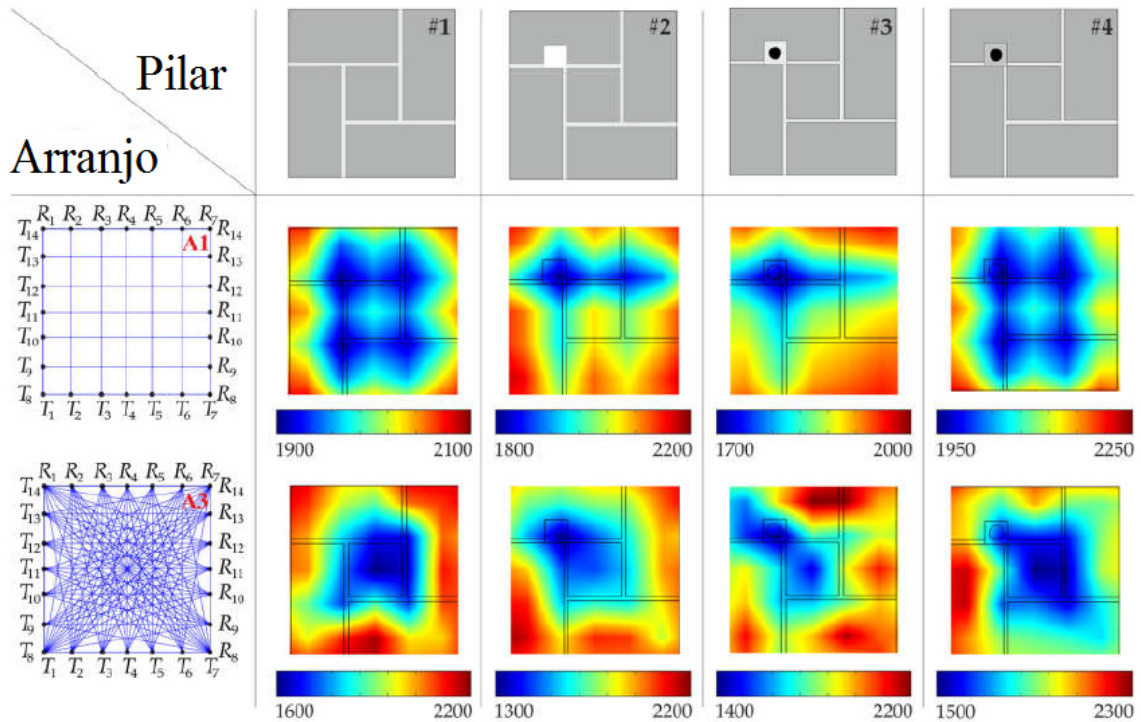 Pilar
Arranjo
#1
#2
#3
#4
R1 R2 R3 R4 R5 R6 R7
A1
T14 R14
T13 R13
T12 R12
T11 R11
T10 R10
T9 R9
T8 R8
T1 T2 T3 T4 T5 T6 T7
1900 2100
1800 2200
1700 2000
1950 2250
R1 R2 R3 R4 R5 R6 R7
A3
T14 R14
T13 R13
T12 R12
T11 R11
T10 R10
T9 R9
T8 R8
T1 T2 T3 T4 T5 T6 T7
1600 2200
1300 2200
1400 2200
1500 2300